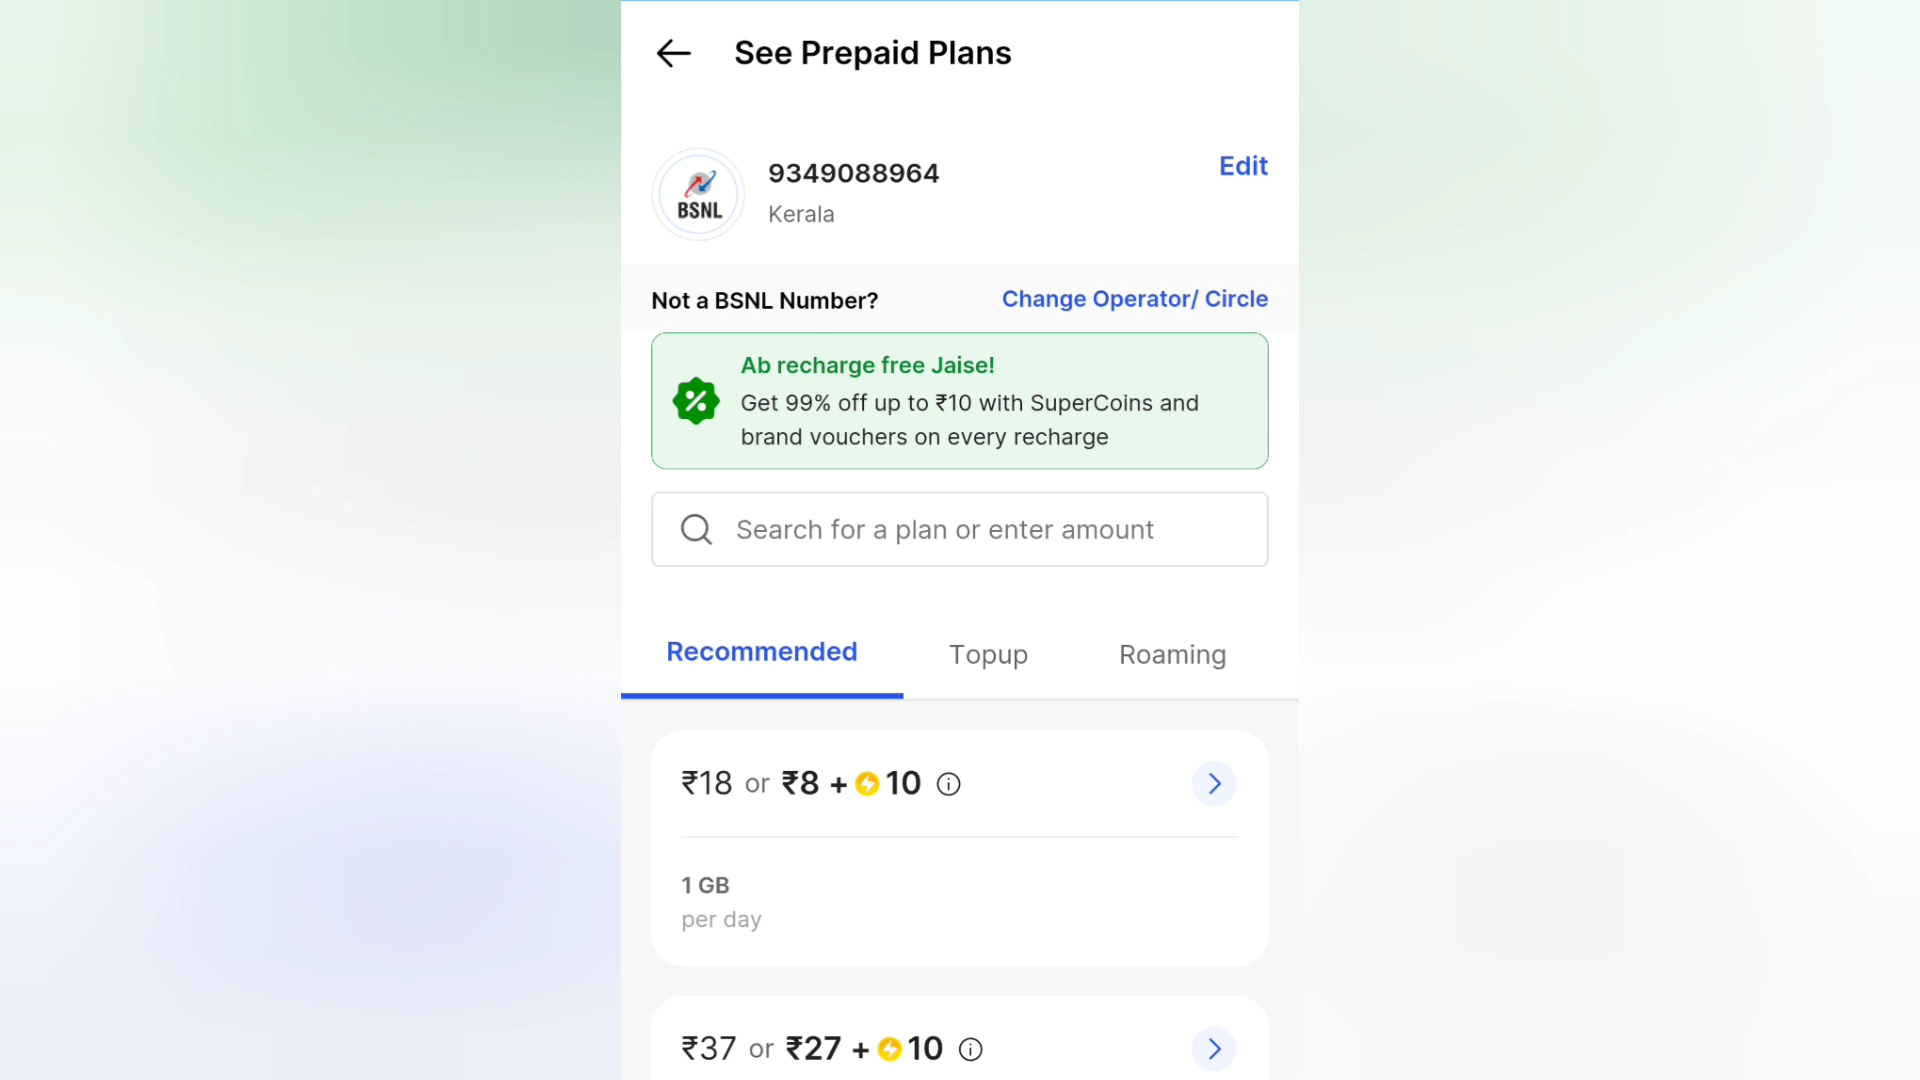 See Prepaid Plans
BSNL
9349088964
Edit
Kerala
Not a BSNL Number?
Change Operator/ Circle
Ab recharge free Jaise!
Get 99% off up to ₹10 with SuperCoins and
brand vouchers on every recharge
Search for a plan or enter amount
Recommended
Topup
Roaming
₹18 or ₹8 + 10
1 GB
per day
₹37 or ₹27 + 10